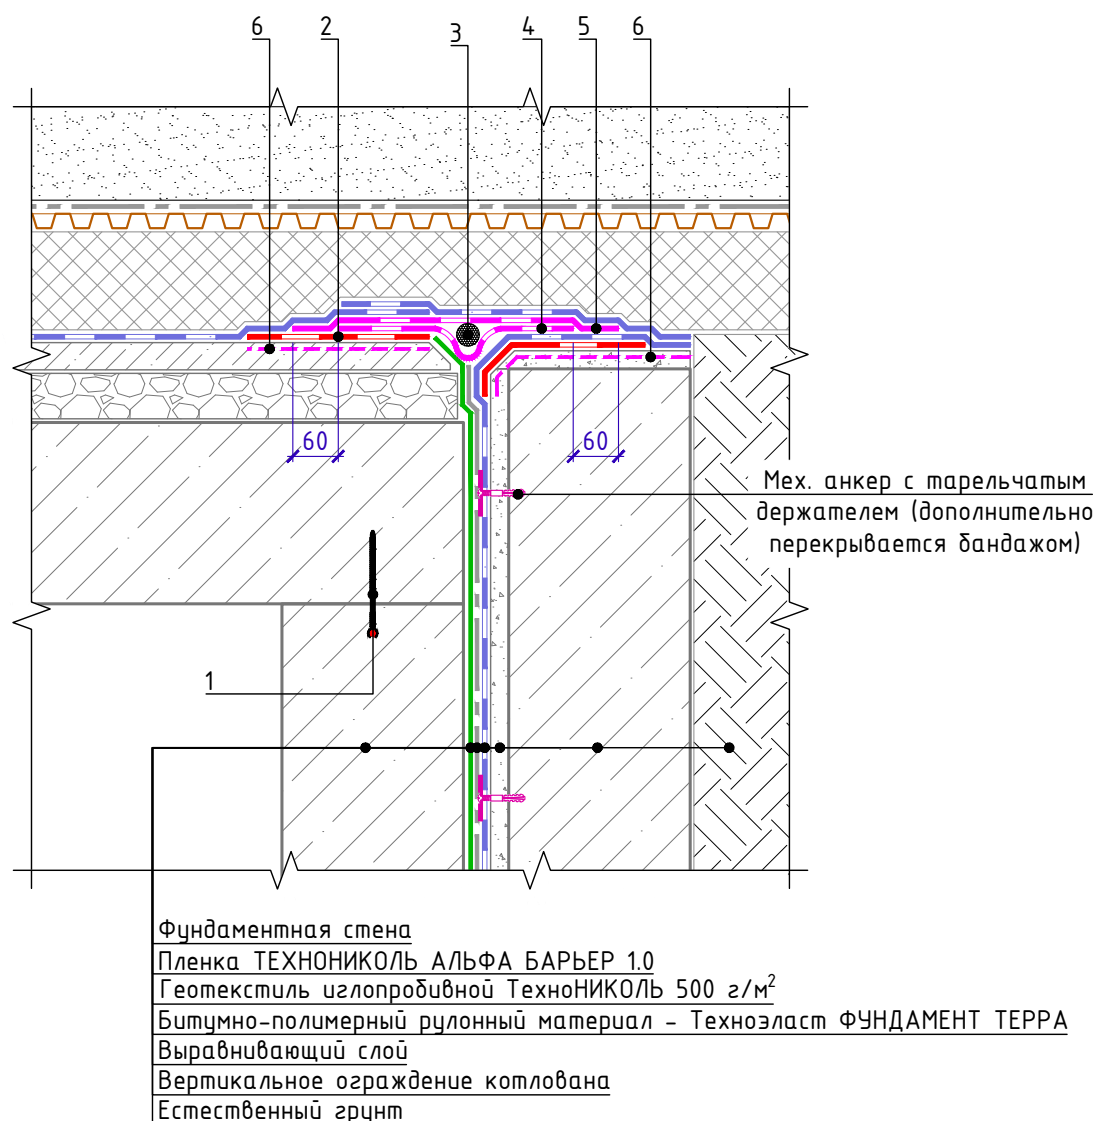 6 2 3 4 5 6
60 60
Мех. анкер с тарельчатым
держателем (дополнительно
перекрывается бандажом)
1
Фундаментная стена
Пленка ТЕХНОНИКОЛЬ АЛЬФА БАРЬЕР 1.0
Геотекстиль иглопробивной ТехноНИКОЛЬ 500 г/м²
Битумно-полимерный рулонный материал - Техноэласт ФУНДАМЕНТ ТЕРРА
Выравнивающий слой
Вертикальное ограждение котлована
Естественный грунт